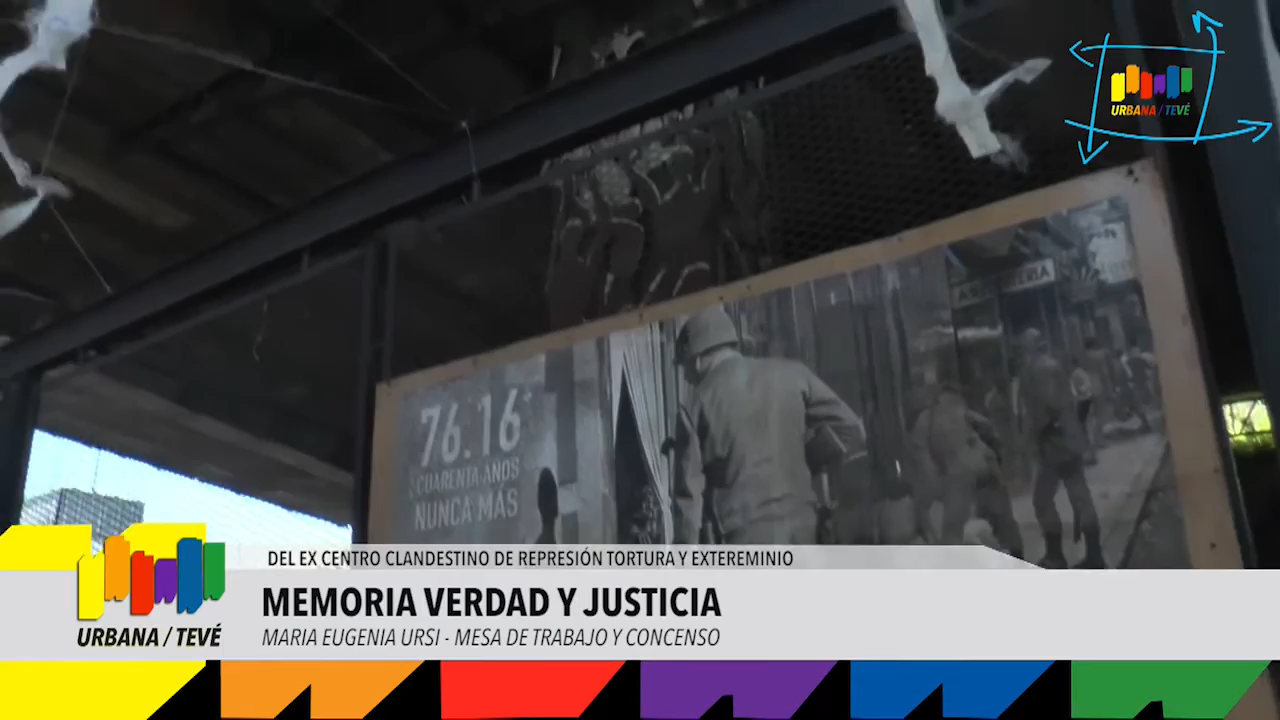 URBANA / TEVÉ
76.16
CUARENTA AÑOS
NUNCA MÁS
DEL EX CENTRO CLANDESTINO DE REPRESIÓN TORTURA Y EXTEREMINIO
MEMORIA VERDAD Y JUSTICIA
MARIA EUGENIA URSI - MESA DE TRABAJO Y CONCENSO
URBANA / TEVÉ